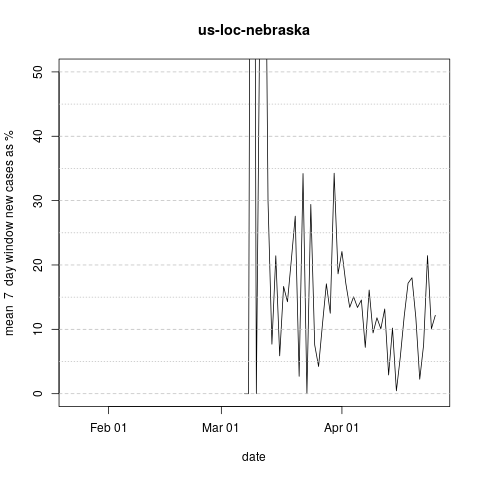 us-loc-nebraska
mean 7 day window new cases as %
50
40
30
20
10
0
Feb 01
Mar 01
Apr 01
date